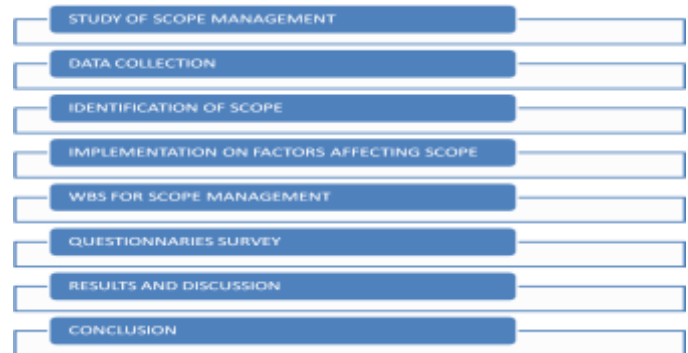 STUDY OF SCOPE MANAGEMENT
DATA COLLECTION
IDENTIFICATION OF SCOPE
IMPLEMENTATION ON FACTORS AFFECTING SCOPE
WBS FOR SCOPE MANAGEMENT
QUESTIONNARIES SURVEY
RESULTS AND DISCUSSION
CONCLUSION